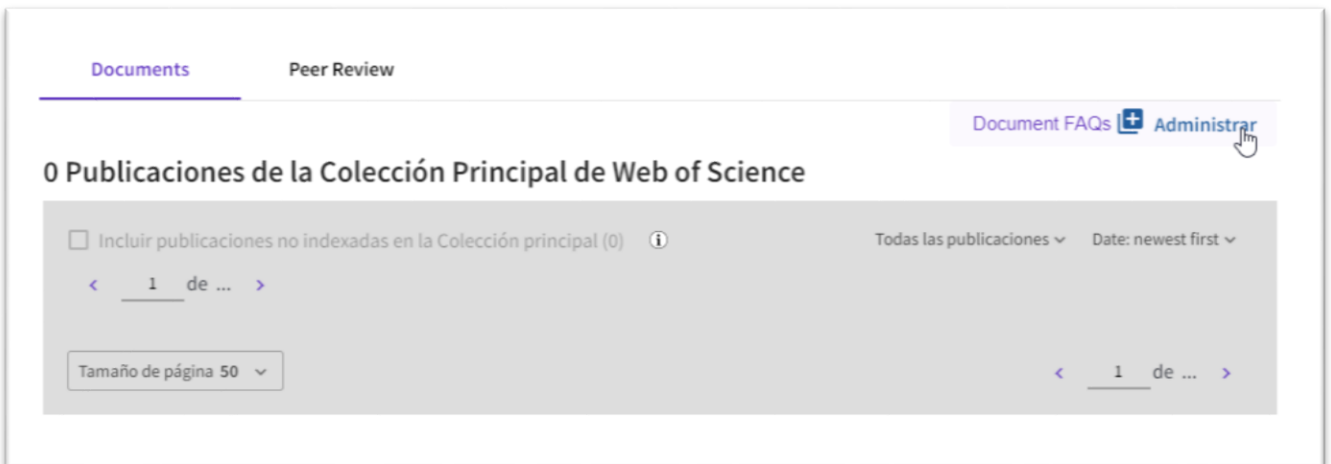 Documents Peer Review
Document FAQs Administrar
0 Publicaciones de la Colección Principal de Web of Science
Incluir publicaciones no indexadas en la Colección principal (0) Todas las publicaciones Date: newest first
1 de ...
Tamaño de página 50 1 de ...